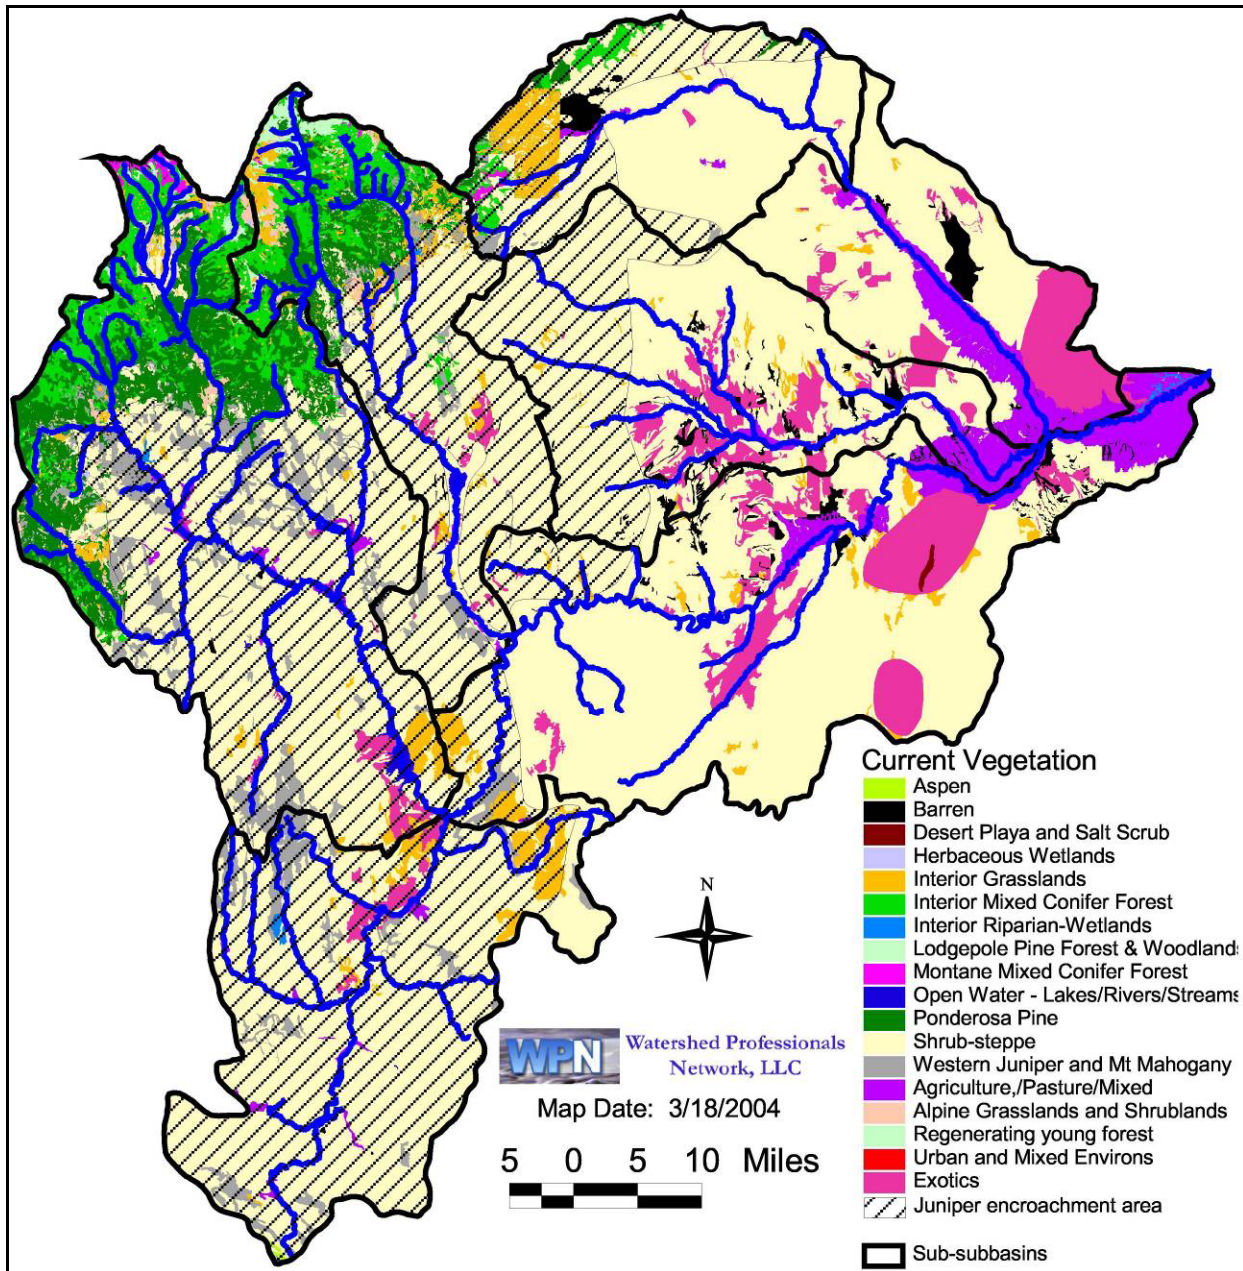 Current Vegetation
Aspen
Barren
Desert Playa and Salt Scrub
Herbaceous Wetlands
Interior Grasslands
Interior Mixed Conifer Forest
Interior Riparian-Wetlands
Lodgepole Pine Forest & Woodland
Montane Mixed Conifer Forest
Open Water - Lakes/Rivers/Streams
Ponderosa Pine
Shrub-steppe
Western Juniper and Mt Mahogany
Agriculture,/Pasture/Mixed
Alpine Grasslands and Shrublands
Regenerating young forest
Urban and Mixed Environs
Exotics
Juniper encroachment area
Sub-subbasins
N
WPN
Watershed Professionals
Network, LLC
Map Date: 3/18/2004
5 0 5 10 Miles